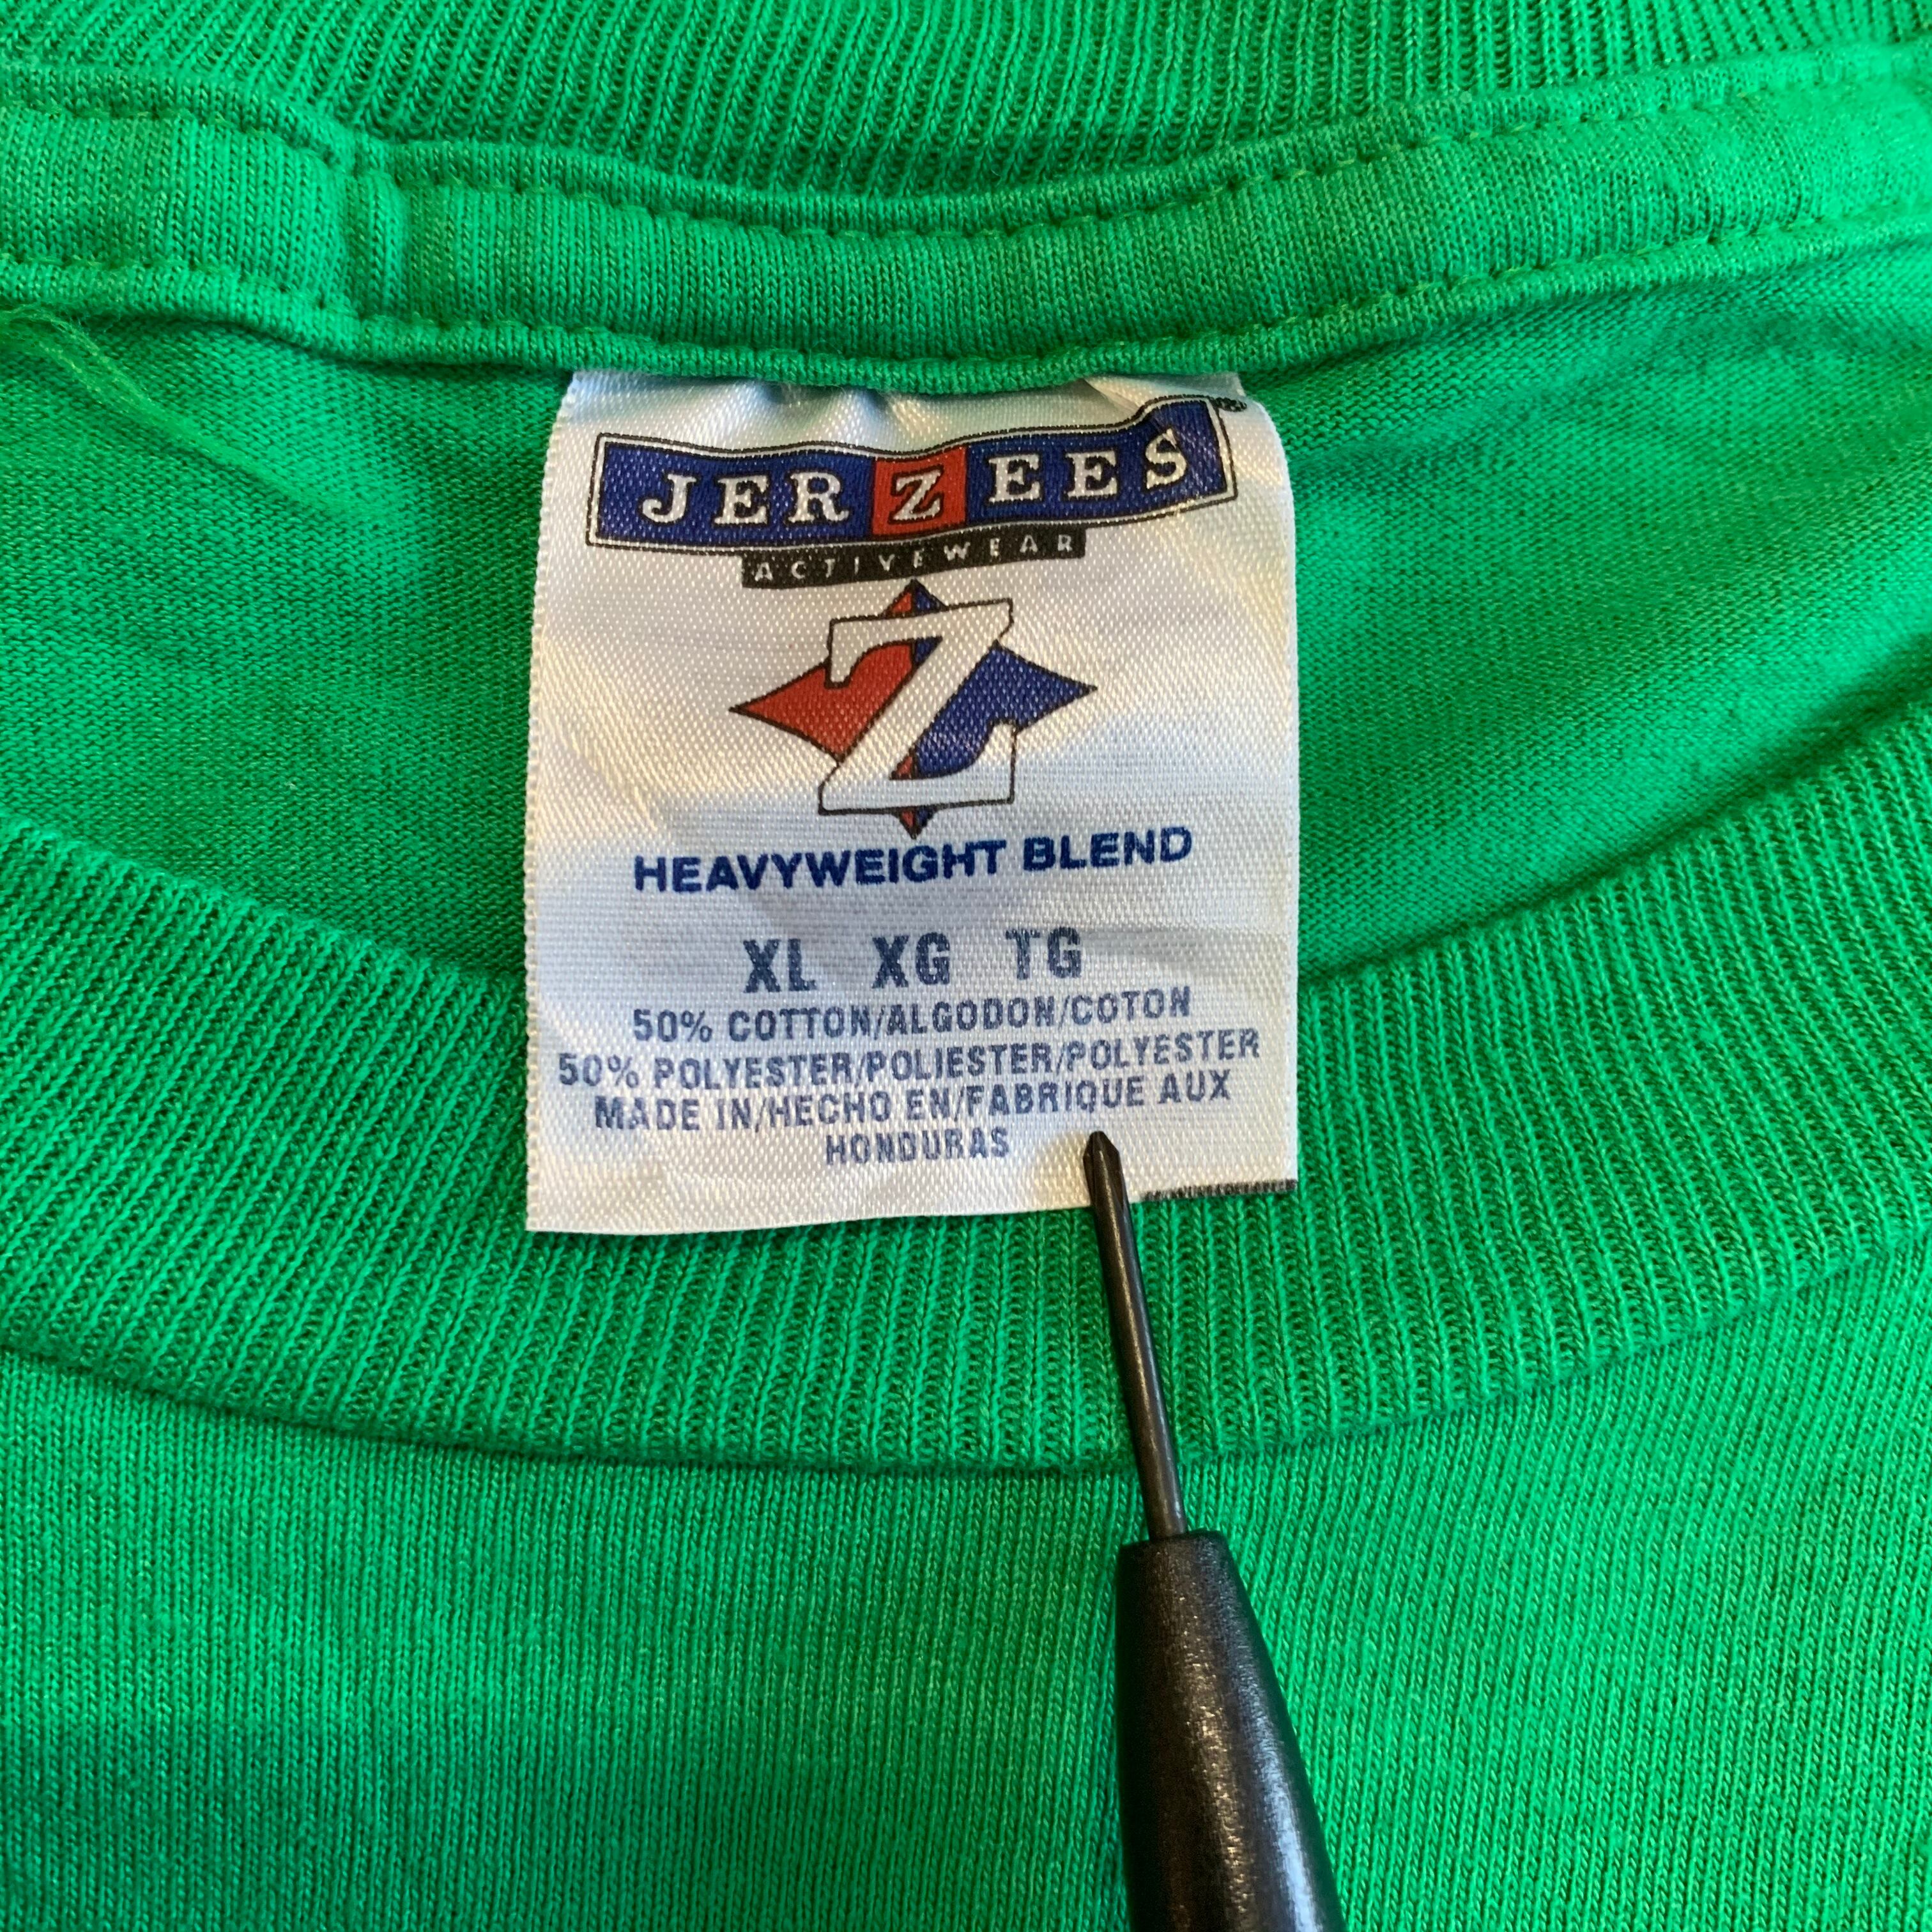 JERZEES®
ACTIVEWEAR
Z
HEAVYWEIGHT BLEND
XL XG TG
50% COTTON/ALGODON/COTON
50% POLYESTER/POLIESTER/POLYESTER
MADE IN/HECHO EN/FABRIQUE AUX
HONDURAS